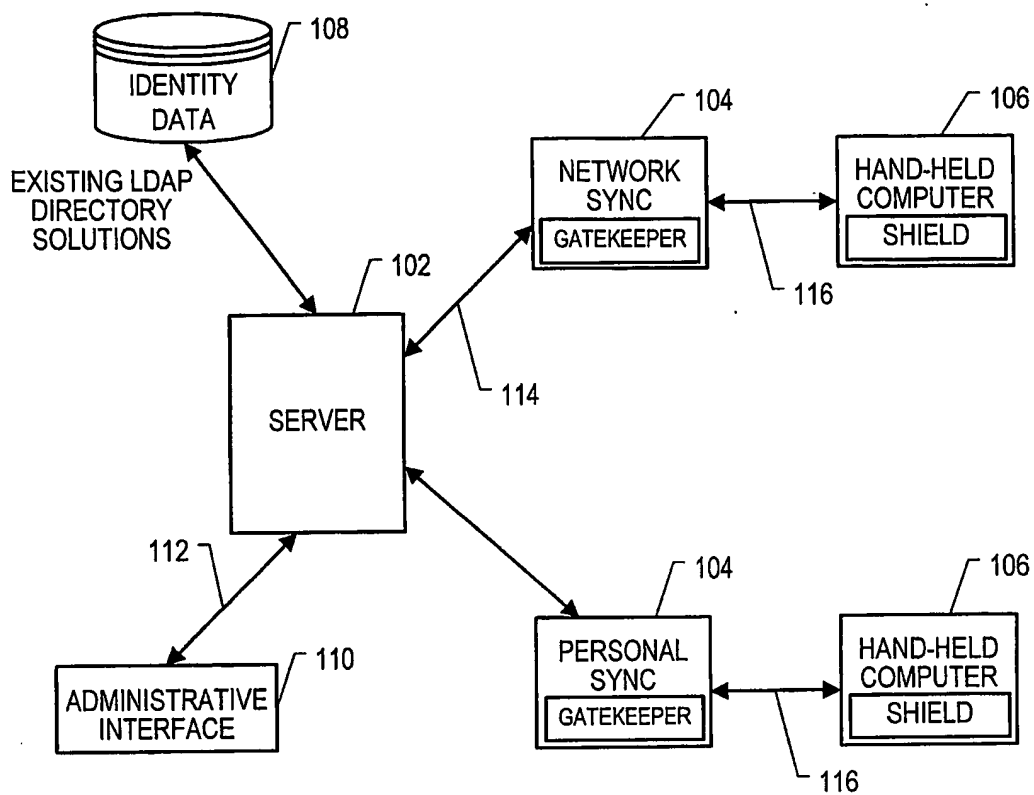 108
IDENTITY
DATA
EXISTING LDAP
DIRECTORY
SOLUTIONS
102
SERVER
104
NETWORK
SYNC
GATEKEEPER
106
HAND-HELD
COMPUTER
SHIELD
116
114
112
110
ADMINISTRATIVE
INTERFACE
104
PERSONAL
SYNC
GATEKEEPER
106
HAND-HELD
COMPUTER
SHIELD
116